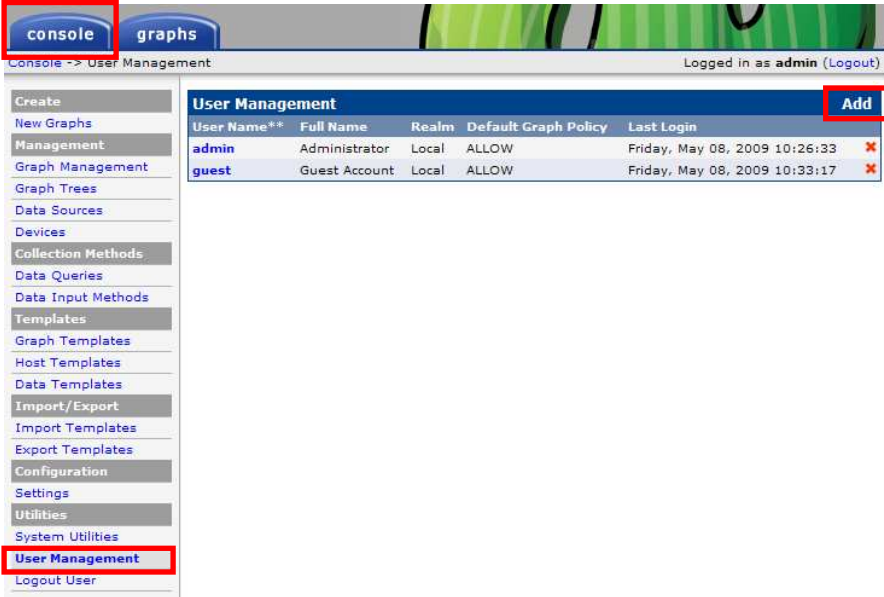 console graphs
Console -> User Management Logged in as admin (Logout)
Create
New Graphs
Management
Graph Management
Graph Trees
Data Sources
Devices
Collection Methods
Data Queries
Data Input Methods
Templates
Graph Templates
Host Templates
Data Templates
Import/Export
Import Templates
Export Templates
Configuration
Settings
Utilities
System Utilities
User Management
Logout User
User Management Add
User Name** Full Name Realm Default Graph Policy Last Login
admin Administrator Local ALLOW Friday, May 08, 2009 10:26:33
guest Guest Account Local ALLOW Friday, May 08, 2009 10:33:17